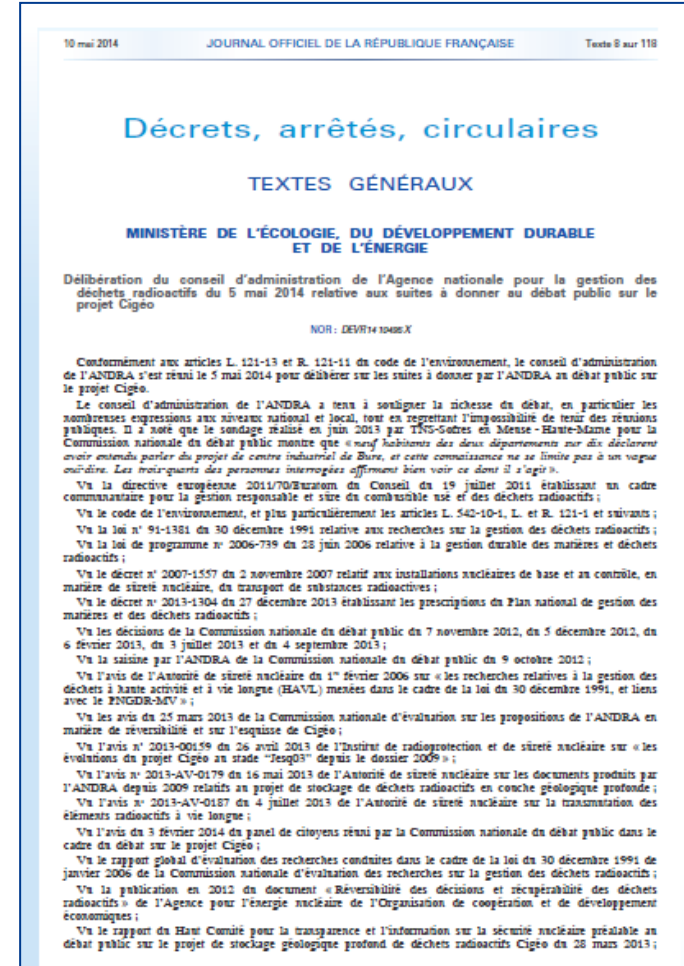 10 mai 2014
JOURNAL OFFICIEL DE LA RÉPUBLIQUE FRANÇAISE
Texte 8 sur 118
Décrets, arrêtés, circulaires
TEXTES GÉNÉRAUX
MINISTÈRE DE L'ÉCOLOGIE, DU DÉVELOPPEMENT DURABLE
ET DE L'ÉNERGIE
Délibération du conseil d'administration de l'Agence nationale pour la gestion des
déchets radioactifs du 5 mai 2014 relative aux suites à donner au débat public sur le
projet Cigéo
NOR : DEVR1410495X
Conformément aux articles L. 121-13 et R. 121-11 du code de l'environnement, le conseil d'administration
de l'ANDRA s'est réuni le 5 mai 2014 pour délibérer sur les suites à donner par l'ANDRA au débat public sur
le projet Cigéo.
Le conseil d'administration de l'ANDRA a tenu à souligner la richesse du débat, en particulier les
nombreuses expressions aux niveaux national et local, tout en regrettant l'impossibilité de tenir des réunions
publiques. Il a noté que le sondage réalisé en juin 2013 par TNS-Sofres en Meuse - Haute-Marne pour la
Commission nationale du débat public montre que « neuf habitants des deux départements sur dix déclarent
avoir entendu parler du projet de centre industriel de Bure, et cette connaissance ne se limite pas à un vague
ouï-dire. Les trois-quarts des personnes interrogées affirment bien voir ce dont il s'agit ».
Vu la directive européenne 2011/70/Euratom du Conseil du 19 juillet 2011 établissant un cadre
communautaire pour la gestion responsable et sûre du combustible usé et des déchets radioactifs ;
Vu le code de l'environnement, et plus particulièrement les articles L. 542-10-1, L. et R. 121-1 et suivants ;
Vu la loi n° 91-1381 du 30 décembre 1991 relative aux recherches sur la gestion des déchets radioactifs ;
Vu la loi de programme n° 2006-739 du 28 juin 2006 relative à la gestion durable des matières et déchets
radioactifs ;
Vu le décret n° 2007-1557 du 2 novembre 2007 relatif aux installations nucléaires de base et au contrôle, en
matière de sûreté nucléaire, du transport de substances radioactives ;
Vu le décret n° 2013-1304 du 27 décembre 2013 établissant les prescriptions du Plan national de gestion des
matières et des déchets radioactifs ;
Vu les décisions de la Commission nationale du débat public du 7 novembre 2012, du 5 décembre 2012, du
6 février 2013, du 3 juillet 2013 et du 4 septembre 2013 ;
Vu la saisine par l'ANDRA de la Commission nationale du débat public du 9 octobre 2012 ;
Vu l'avis de l'Autorité de sûreté nucléaire du 1er février 2006 sur « les recherches relatives à la gestion des
déchets à haute activité et à vie longue (HAVL) menées dans le cadre de la loi du 30 décembre 1991, et liens
avec le PNGDR-MV » ;
Vu les avis du 25 mars 2013 de la Commission nationale d'évaluation sur les propositions de l'ANDRA en
matière de réversibilité et sur l'esquisse de Cigéo ;
Vu l'avis n° 2013-00159 du 26 avril 2013 de l'Institut de radioprotection et de sûreté nucléaire sur « les
évolutions du projet Cigéo au stade "Jesq03" depuis le dossier 2009 » ;
Vu l'avis n° 2013-AV-0179 du 16 mai 2013 de l'Autorité de sûreté nucléaire sur les documents produits par
l'ANDRA depuis 2009 relatifs au projet de stockage de déchets radioactifs en couche géologique profonde ;
Vu l'avis n° 2013-AV-0187 du 4 juillet 2013 de l'Autorité de sûreté nucléaire sur la transmutation des
éléments radioactifs à vie longue ;
Vu l'avis du 3 février 2014 du panel de citoyens réuni par la Commission nationale du débat public dans le
cadre du débat sur le projet Cigéo ;
Vu le rapport global d'évaluation des recherches conduites dans le cadre de la loi du 30 décembre 1991 de
janvier 2006 de la Commission nationale d'évaluation des recherches sur la gestion des déchets radioactifs ;
Vu la publication en 2012 du document « Réversibilité des décisions et récupérabilité des déchets
radioactifs » de l'Agence pour l'énergie nucléaire de l'Organisation de coopération et de développement
économiques ;
Vu le rapport du Haut Comité pour la transparence et l'information sur la sécurité nucléaire préalable au
débat public sur le projet de stockage géologique profond de déchets radioactifs Cigéo du 28 mars 2013 ;